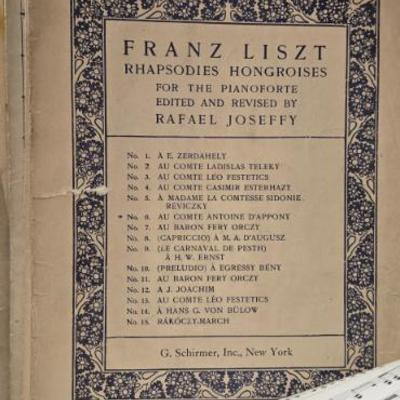 FRANZ LISZT
RHAPSODIES HONGROISES
FOR THE PIANOFORTE
EDITED AND REVISED BY
RAFAEL JOSEFFY
No. 1. À E. ZERDAHELY
No. 2 AU COMTE LADISLAS TELEKY
No. 3. AU COMTE LÉO FESTETICS
No. 4. AU COMTE CASIMIR ESTERHAZY
No. 5. À MADAME LA COMTESSE SIDONIE
REVICZKY
* No. 6. AU COMTE ANTOINE D'APPONY
No. 7. AU BARON FERY ORCZY
No. 8. (CAPRICCIO) À M. A. D'AUGUSZ
No. 9. (LE CARNAVAL DE PESTH)
À H. W. ERNST
No. 10. (PRELUDIO) À EGRESSY BÉNY
No. 11. AU BARON FERY ORCZY
No. 12. A J. JOACHIM
No. 13. AU COMTE LÉO FESTETICS
No. 14. À HANS G. VON BÜLOW
No. 15. RÁKÓCZY-MARCH
G. Schirmer, Inc., New York